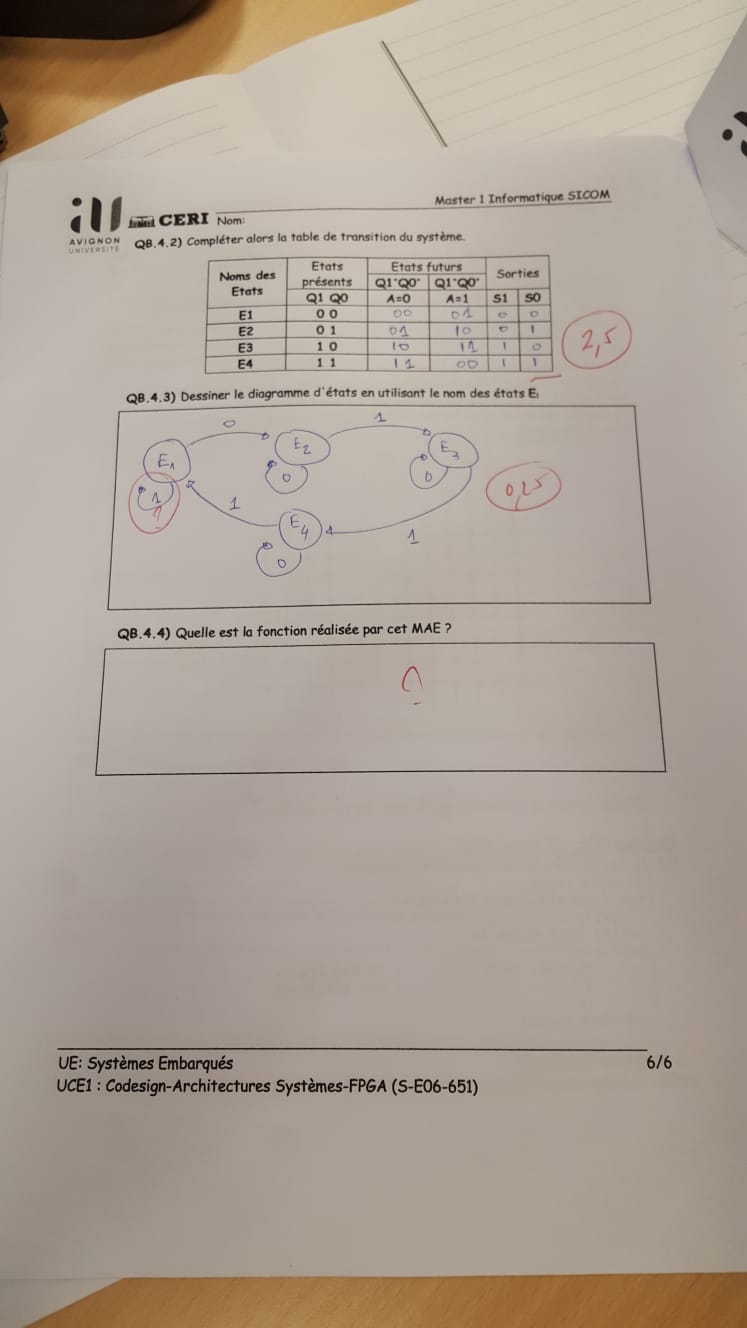 Master 1 Informatique SICOM
AVIGNON
UNIVERSITÉ
CERI Nom:
QB.4.2) Compléter alors la table de transition du système.
Noms des Etats | Etats présents | Etats futurs | Sorties
Q1⁺Q0⁺ | Q1⁺Q0⁺
Q1 Q0 | A=0 | A=1 | S1 | S0
E1 | 0 0 | 00 | 01 | 0 | 0
E2 | 0 1 | 01 | 10 | 0 | 1
E3 | 1 0 | 10 | 11 | 1 | 0
E4 | 1 1 | 11 | 00 | 1 | 1
2,5
QB.4.3) Dessiner le diagramme d'états en utilisant le nom des états Ei
0
1
E1
E2
E3
1
0
0
0,25
1
E4
1
0
QB.4.4) Quelle est la fonction réalisée par cet MAE ?
UE: Systèmes Embarqués
6/6
UCE1 : Codesign-Architectures Systèmes-FPGA (S-E06-651)